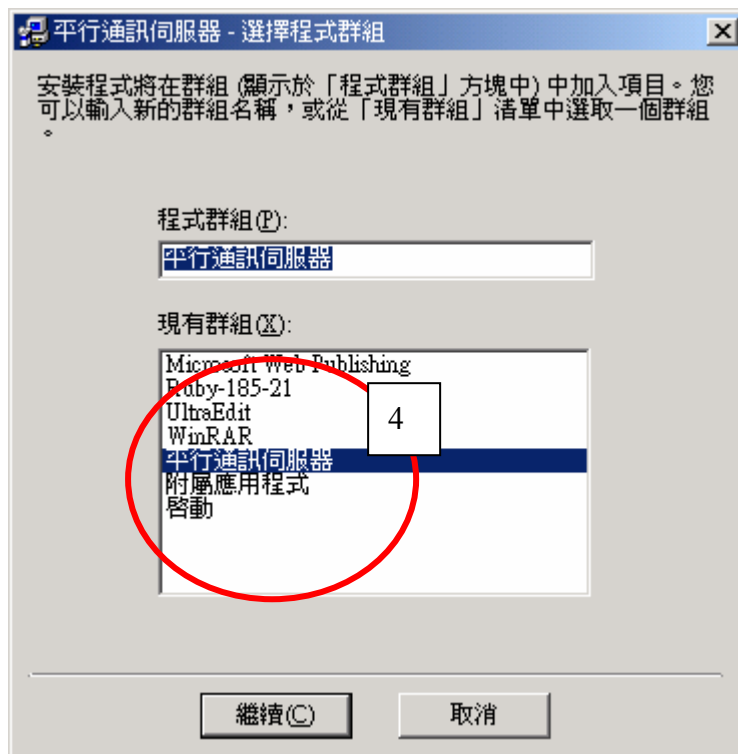 平行通訊伺服器 - 選擇程式群組
安裝程式將在群組 (顯示於「程式群組」方塊中) 中加入項目。您
可以輸入新的群組名稱，或從「現有群組」清單中選取一個群組
。
程式群組(P):
平行通訊伺服器
現有群組(X):
Microsoft Web Publishing
Ruby-185-21
UltraEdit
4
WinRAR
平行通訊伺服器
附屬應用程式
啓動
繼續(C)
取消